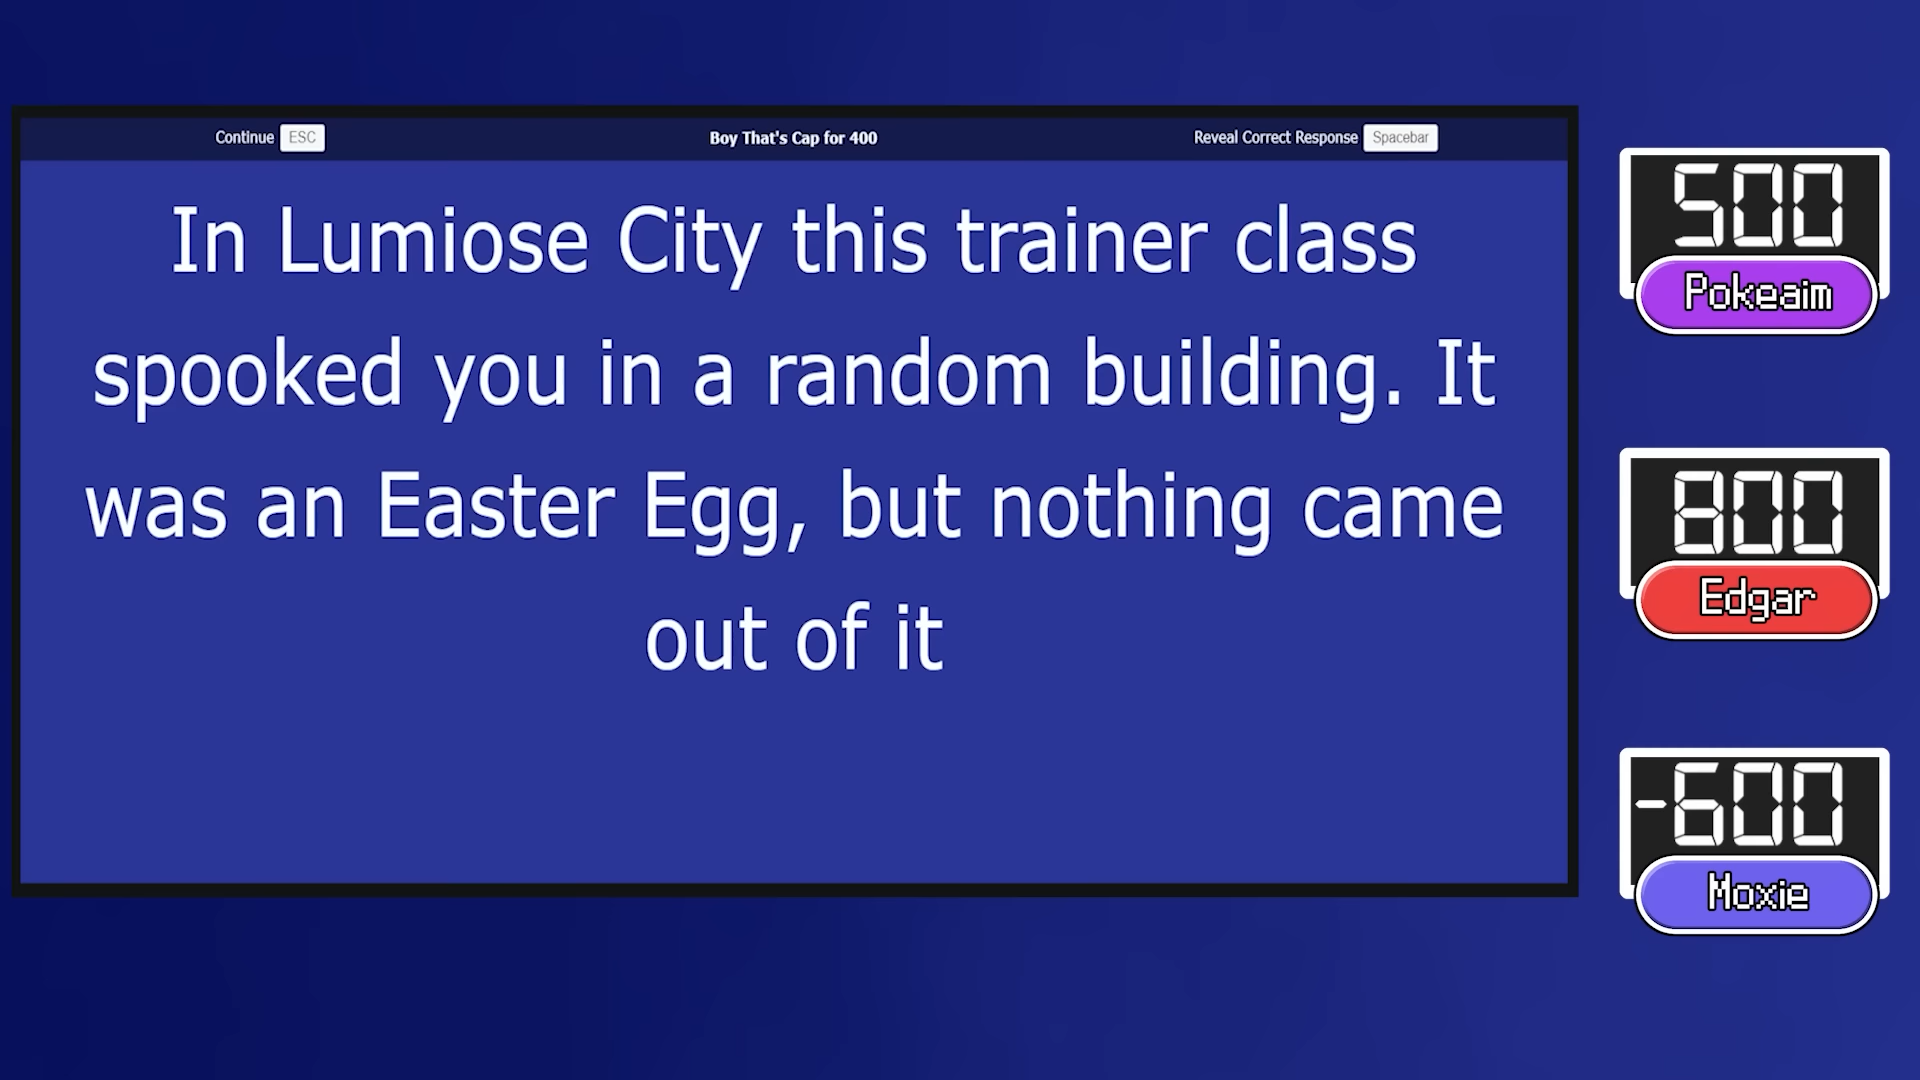 Continue ESC
Boy That's Cap for 400
Reveal Correct Response Spacebar
In Lumiose City this trainer class
spooked you in a random building. It
was an Easter Egg, but nothing came
out of it
500
Pokeaim
800
Edgar
-600
Moxie